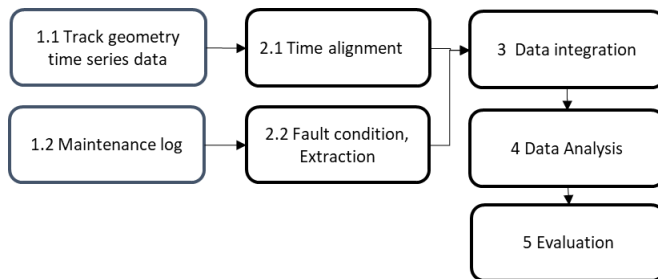 1.1 Track geometry
time series data
2.1 Time alignment
3 Data integration
1.2 Maintenance log
2.2 Fault condition,
Extraction
4 Data Analysis
5 Evaluation